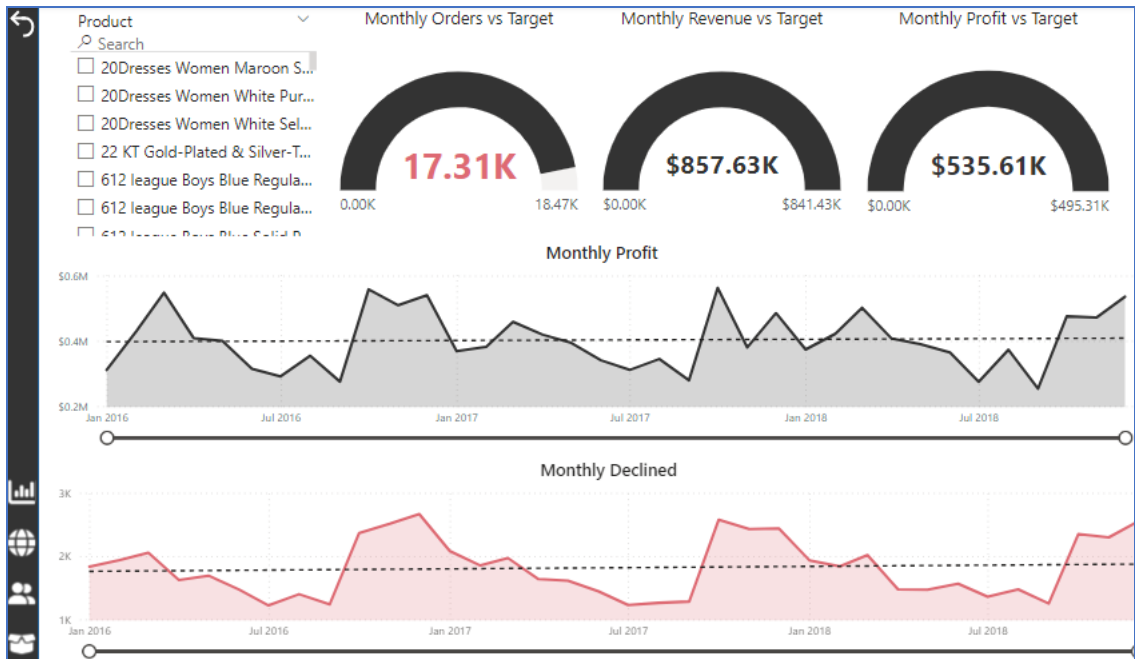 Product
Search
20Dresses Women Maroon S...
20Dresses Women White Pur...
20Dresses Women White Sel...
22 KT Gold-Plated & Silver-T...
612 league Boys Blue Regula...
612 league Boys Blue Regula...
Monthly Orders vs Target
17.31K
0.00K
18.47K
Monthly Revenue vs Target
$857.63K
$0.00K
$841.43K
Monthly Profit vs Target
$535.61K
$0.00K
$495.31K
Monthly Profit
$0.6M
$0.4M
$0.2M
Jan 2016
Jul 2016
Jan 2017
Jul 2017
Jan 2018
Jul 2018
Monthly Declined
3K
2K
1K
Jan 2016
Jul 2016
Jan 2017
Jul 2017
Jan 2018
Jul 2018